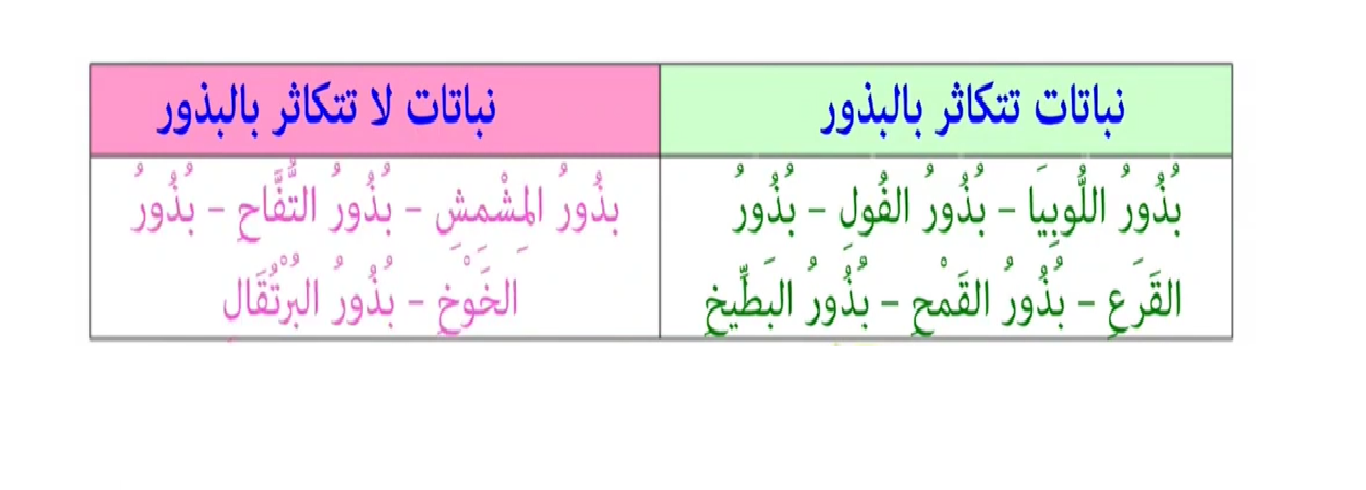 نباتات تتكاثر بالبذور
نباتات لا تتكاثر بالبذور
بُذُورُ اللُّوبِيَا – بُذُورُ الفُولِ – بُذُورُ
القَرَعِ – بُذُورُ القَمْحِ – بُذُورُ البَطِّيخِ
بذُورُ المِشْمِشِ – بُذُورُ التُّفَّاحِ – بُذُورُ
الخَوْخِ – بُذُورُ البُرْتُقَالِ